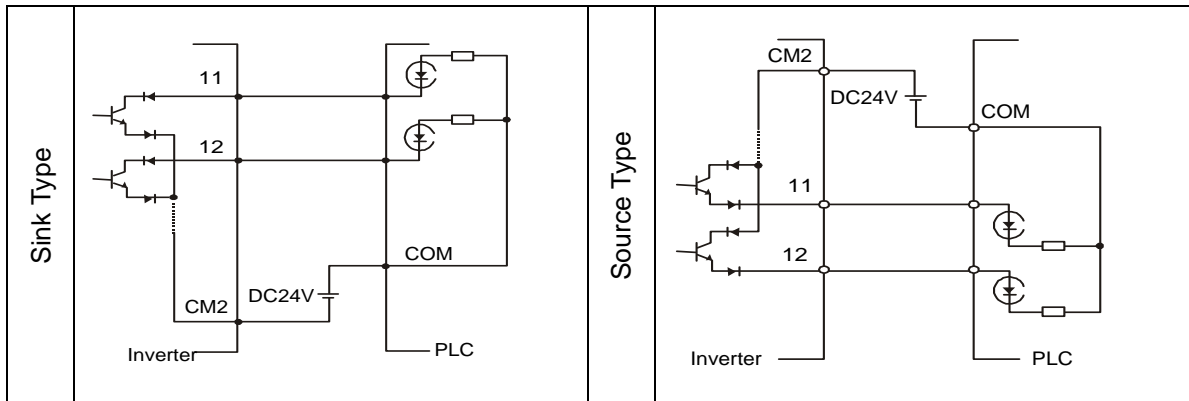 Sink Type
11
12
COM
DC24V
CM2
Inverter
PLC
Source Type
CM2
DC24V
COM
11
12
Inverter
PLC